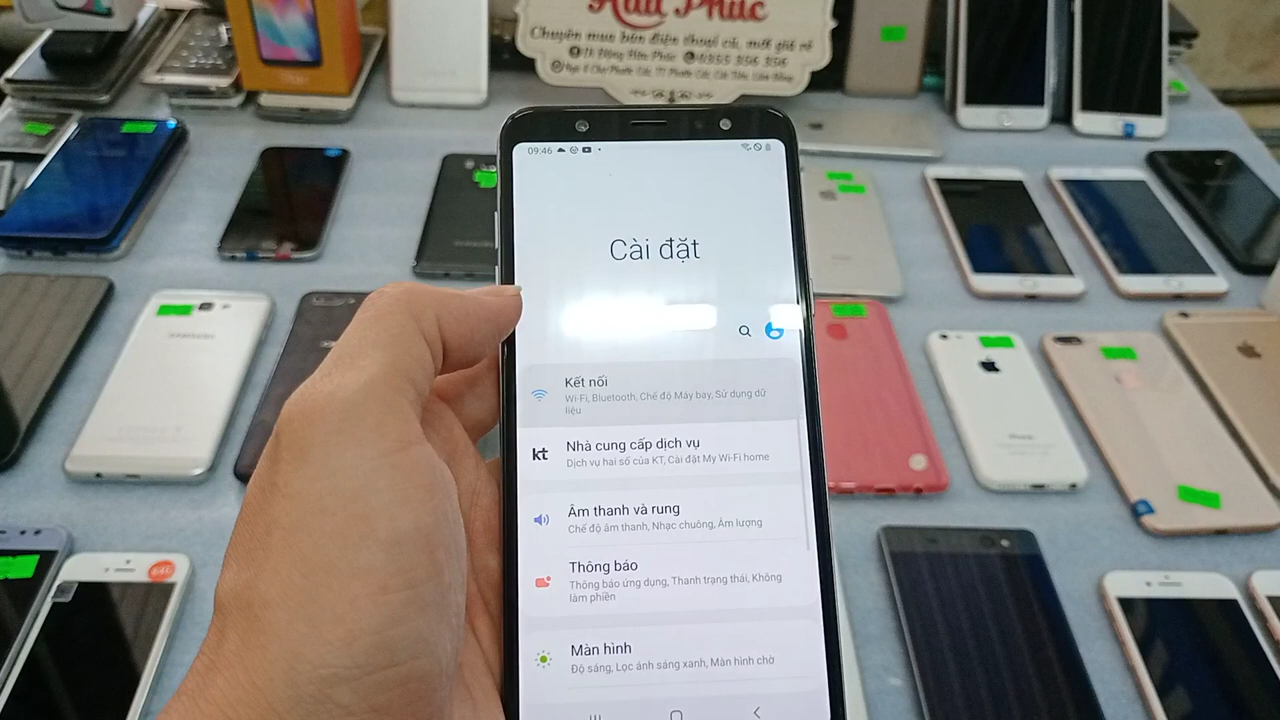 Hữu Phúc
Chuyên mua bán điện thoại cũ, mới giá rẻ
09:46
Cài đặt
Kết nối
Wi-Fi, Bluetooth, Chế độ Máy bay, Sử dụng dữ
liệu
kt
Nhà cung cấp dịch vụ
Dịch vụ hai số của KT, Cài đặt My Wi-Fi home
Âm thanh và rung
Chế độ âm thanh, Nhạc chuông, Âm lượng
Thông báo
Thông báo ứng dụng, Thanh trạng thái, Không
làm phiền
Màn hình
Độ sáng, Lọc ánh sáng xanh, Màn hình chờ
SAMSUNG
iPhone